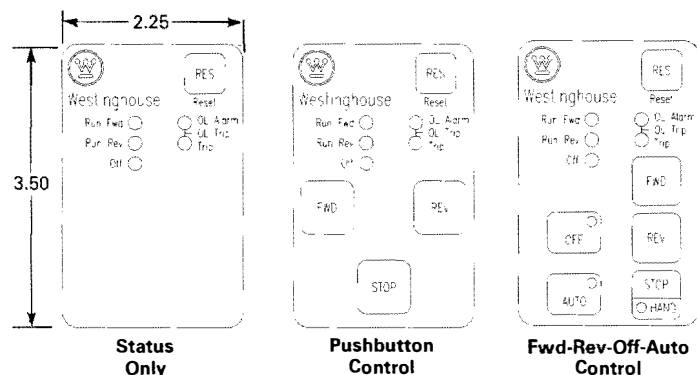 2.25
3.50
RES
Westinghouse
Reset
Run Fwd
OL Alarm
OL Trip
Run Rev
Trip
Off
Status
Only
RES
Westinghouse
Reset
Run Fwd
OL Alarm
OL Trip
Run Rev
Trip
Off
FWD
REV
STOP
Pushbutton
Control
RES
Westinghouse
Reset
Run Fwd
OL Alarm
OL Trip
Run Rev
Trip
Off
FWD
OFF
REV
AUTO
STOP
HAND
Fwd-Rev-Off-Auto
Control